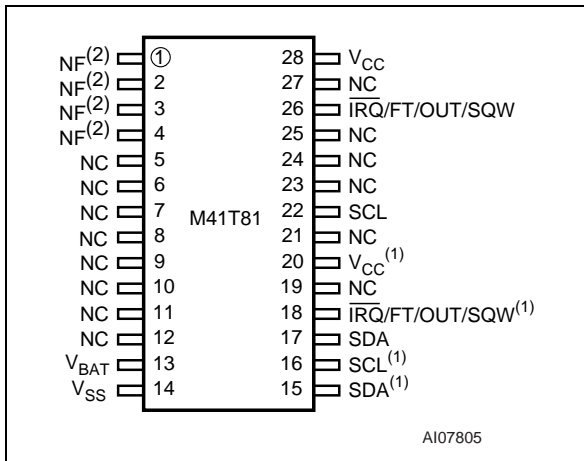 NF(2) 1 28 VCC
NF(2) 2 27 NC
NF(2) 3 26 IRQ/FT/OUT/SQW
NF(2) 4 25 NC
NC 5 24 NC
NC 6 23 NC
NC 7 22 SCL
M41T81
NC 8 21 NC
NC 9 20 VCC(1)
NC 10 19 NC
NC 11 18 IRQ/FT/OUT/SQW(1)
NC 12 17 SDA
VBAT 13 16 SCL(1)
VSS 14 15 SDA(1)
AI07805